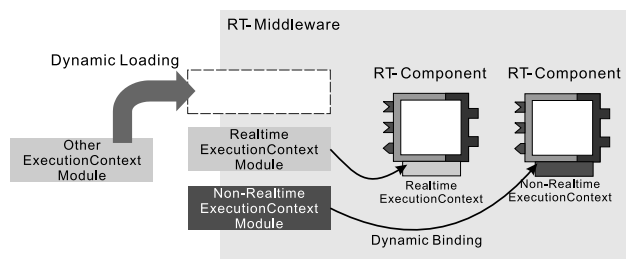 RT-Middleware
Dynamic Loading
RT-Component
RT-Component
Other
ExecutionContext
Module
Realtime
ExecutionContext
Module
Non-Realtime
ExecutionContext
Module
Realtime
ExecutionContext
Non-Realtime
ExecutionContext
Dynamic Binding